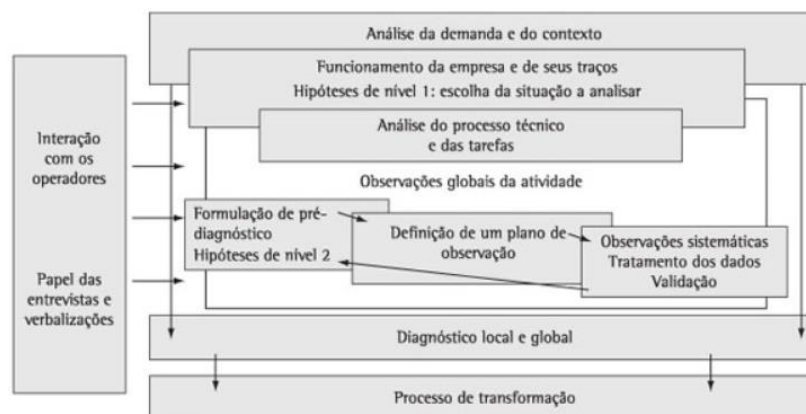 Análise da demanda e do contexto
Funcionamento da empresa e de seus traços
Hipóteses de nível 1: escolha da situação a analisar
Análise do processo técnico
e das tarefas
Interação
com os
operadores
Papel das
entrevistas e
verbalizações
Observações globais da atividade
Formulação de pré-
diagnóstico
Hipóteses de nível 2
Definição de um plano de
observação
Observações sistemáticas
Tratamento dos dados
Validação
Diagnóstico local e global
Processo de transformação